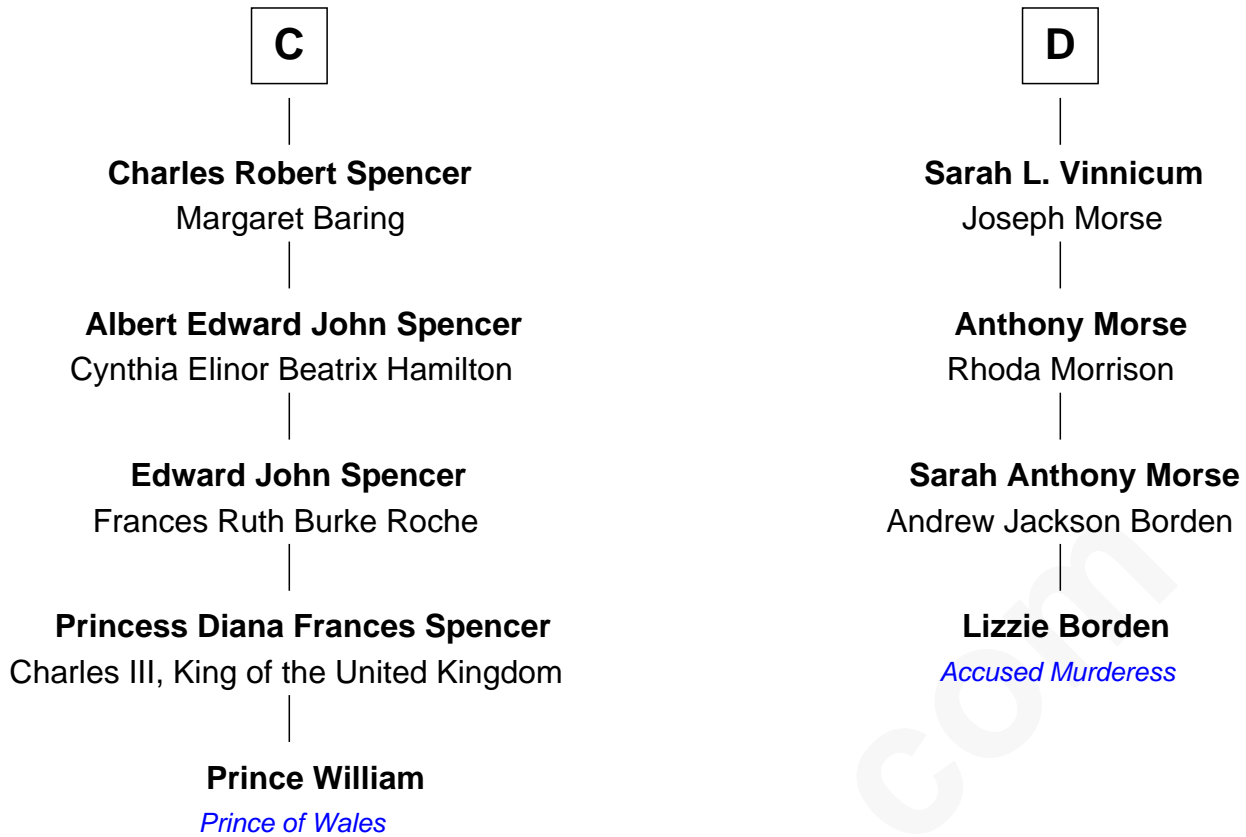 C
Charles Robert Spencer
Margaret Baring
Albert Edward John Spencer
Cynthia Elinor Beatrix Hamilton
Edward John Spencer
Frances Ruth Burke Roche
Princess Diana Frances Spencer
Charles III, King of the United Kingdom
Prince William
Prince of Wales
D
Sarah L. Vinnicum
Joseph Morse
Anthony Morse
Rhoda Morrison
Sarah Anthony Morse
Andrew Jackson Borden
Lizzie Borden
Accused Murderess
com